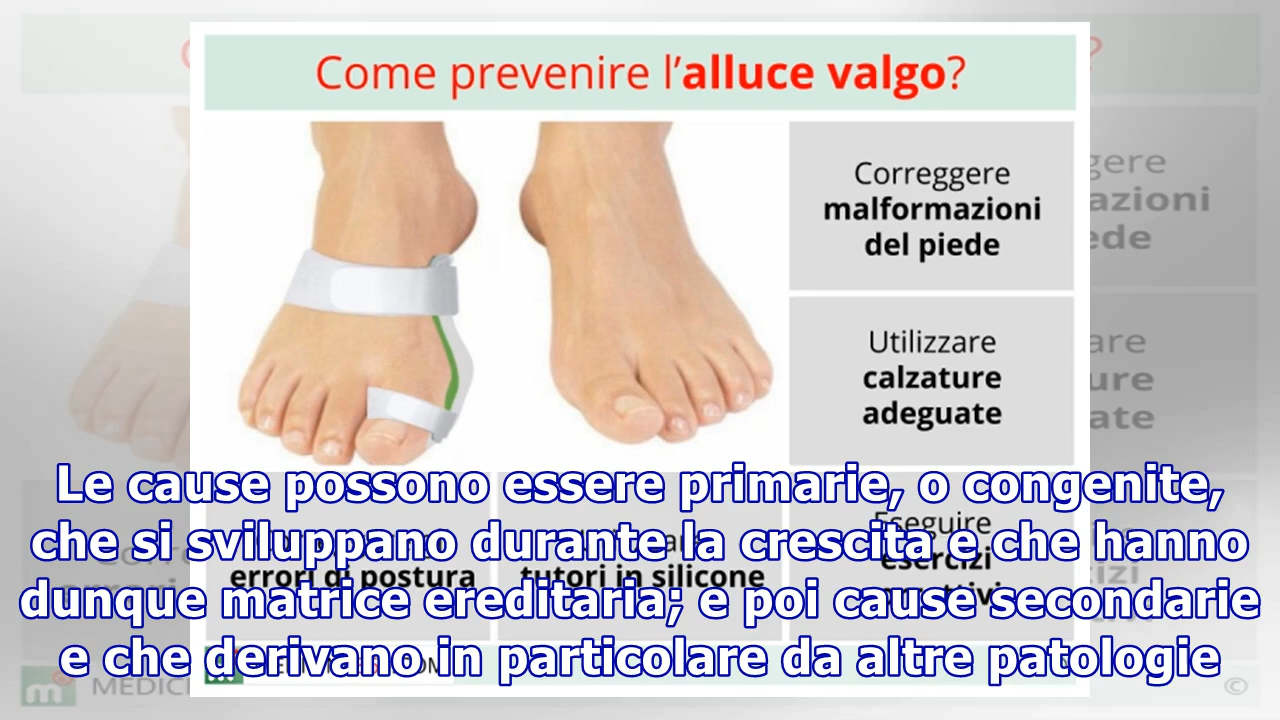 Come prevenire l'alluce valgo?
Correggere
malformazioni
del piede
Utilizzare
calzature
adeguate
Eseguire
esercizi
errori di postura
tutori in silicone
Le cause possono essere primarie, o congenite,
che si sviluppano durante la crescita e che hanno
dunque matrice ereditaria; e poi cause secondarie
e che derivano in particolare da altre patologie
©